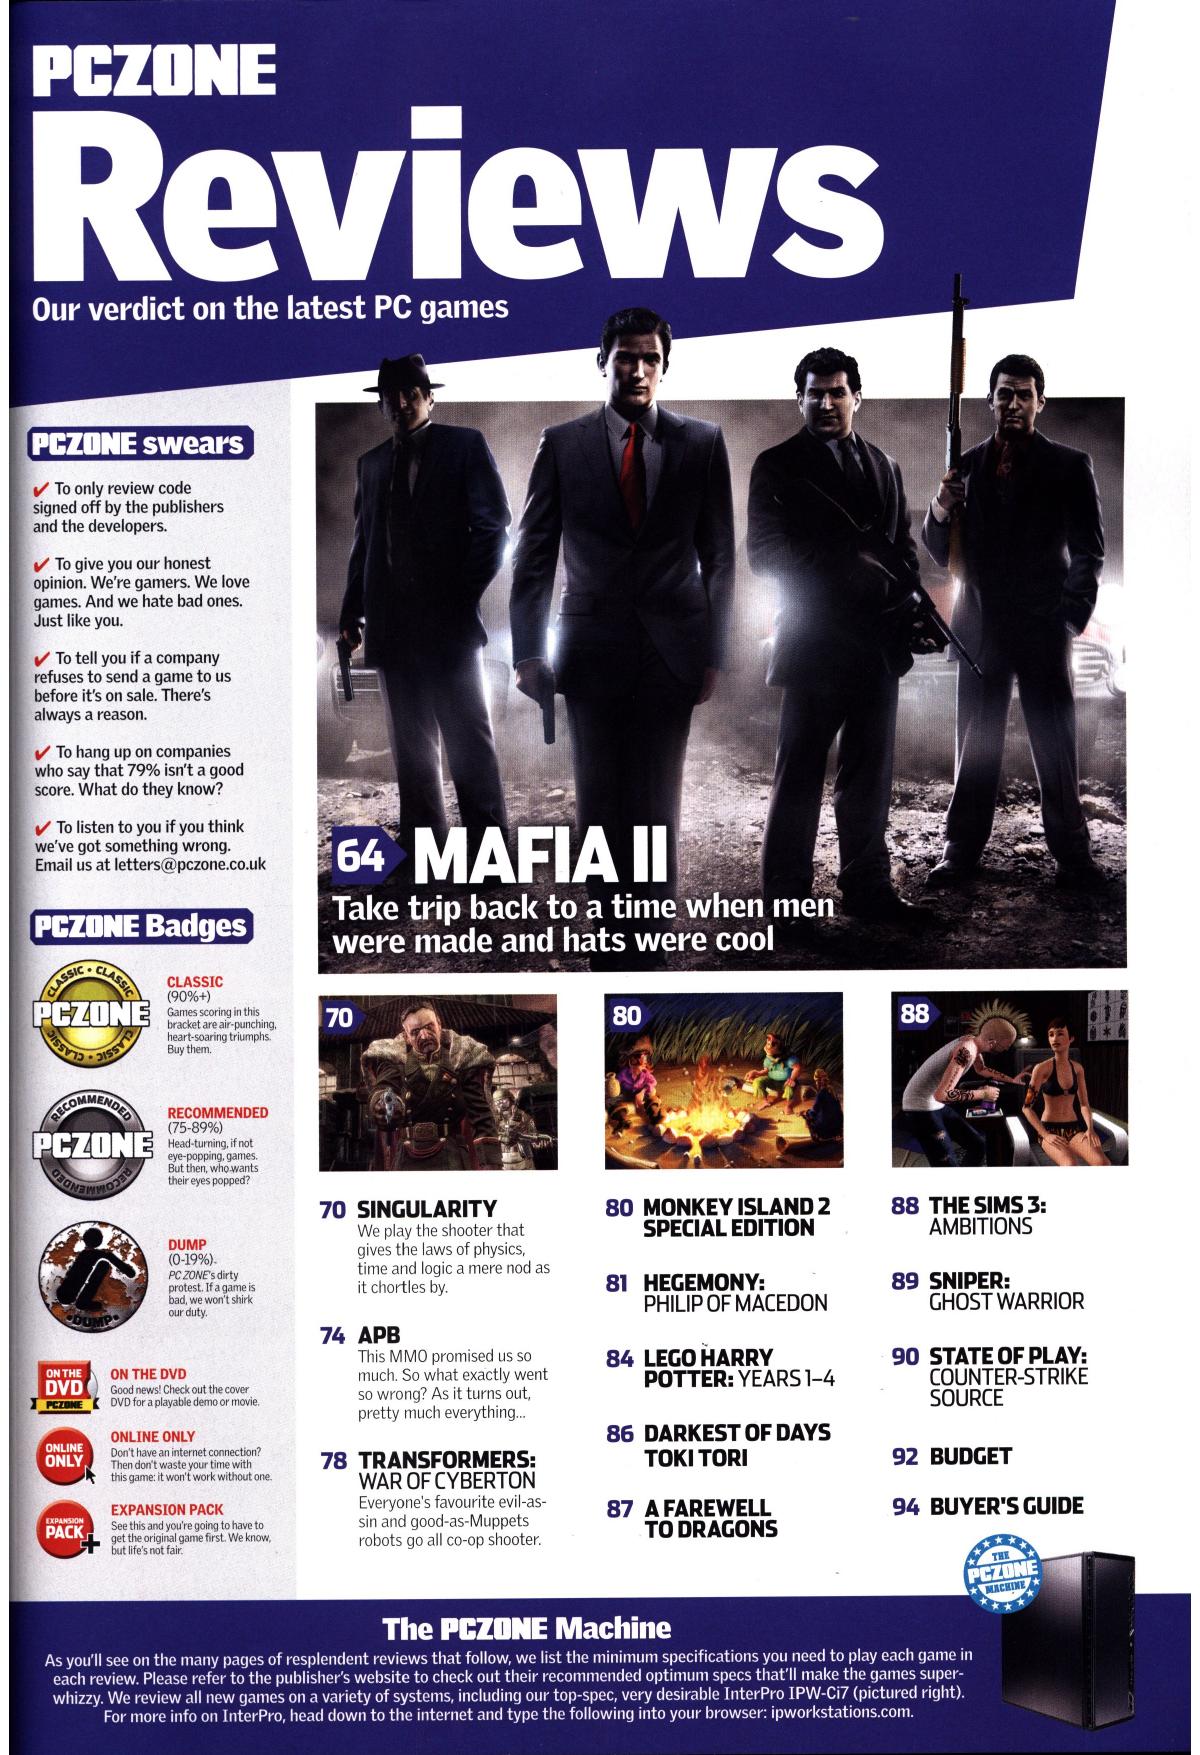 PCZONE
Reviews
Our verdict on the latest PC games
PCZONE swears
✔ To only review code
signed off by the publishers
and the developers.
✔ To give you our honest
opinion. We're gamers. We love
games. And we hate bad ones.
Just like you.
✔ To tell you if a company
refuses to send a game to us
before it's on sale. There's
always a reason.
✔ To hang up on companies
who say that 79% isn't a good
score. What do they know?
✔ To listen to you if you think
we've got something wrong.
Email us at letters@pczone.co.uk
PCZONE Badges
CLASSIC • CLASSIC
PCZONE
CLASSIC • CLASSIC
CLASSIC
(90%+)
Games scoring in this
bracket are air-punching,
heart-soaring triumphs.
Buy them.
RECOMMENDED
PCZONE
RECOMMENDED
RECOMMENDED
(75-89%)
Head-turning, if not
eye-popping, games.
But then, who wants
their eyes popped?
•DUMP•
DUMP
(0-19%)
PC ZONE's dirty
protest. If a game is
bad, we won't shirk
our duty.
ON THE
DVD
PCZONE
ON THE DVD
Good news! Check out the cover
DVD for a playable demo or movie.
ONLINE
ONLY
ONLINE ONLY
Don't have an internet connection?
Then don't waste your time with
this game: it won't work without one.
EXPANSION
PACK
+
EXPANSION PACK
See this and you're going to have to
get the original game first. We know,
but life's not fair.
64 MAFIA II
Take trip back to a time when men
were made and hats were cool
70
80
88
70 SINGULARITY
We play the shooter that
gives the laws of physics,
time and logic a mere nod as
it chortles by.
74 APB
This MMO promised us so
much. So what exactly went
so wrong? As it turns out,
pretty much everything...
78 TRANSFORMERS:
WAR OF CYBERTON
Everyone's favourite evil-as-
sin and good-as-Muppets
robots go all co-op shooter.
80 MONKEY ISLAND 2
SPECIAL EDITION
81 HEGEMONY:
PHILIP OF MACEDON
84 LEGO HARRY
POTTER: YEARS 1–4
86 DARKEST OF DAYS
TOKI TORI
87 A FAREWELL
TO DRAGONS
88 THE SIMS 3:
AMBITIONS
89 SNIPER:
GHOST WARRIOR
90 STATE OF PLAY:
COUNTER-STRIKE
SOURCE
92 BUDGET
94 BUYER'S GUIDE
THE
PCZONE
MACHINE
The PCZONE Machine
As you'll see on the many pages of resplendent reviews that follow, we list the minimum specifications you need to play each game in
each review. Please refer to the publisher's website to check out their recommended optimum specs that'll make the games super-
whizzy. We review all new games on a variety of systems, including our top-spec, very desirable InterPro IPW-Ci7 (pictured right).
For more info on InterPro, head down to the internet and type the following into your browser: ipworkstations.com.